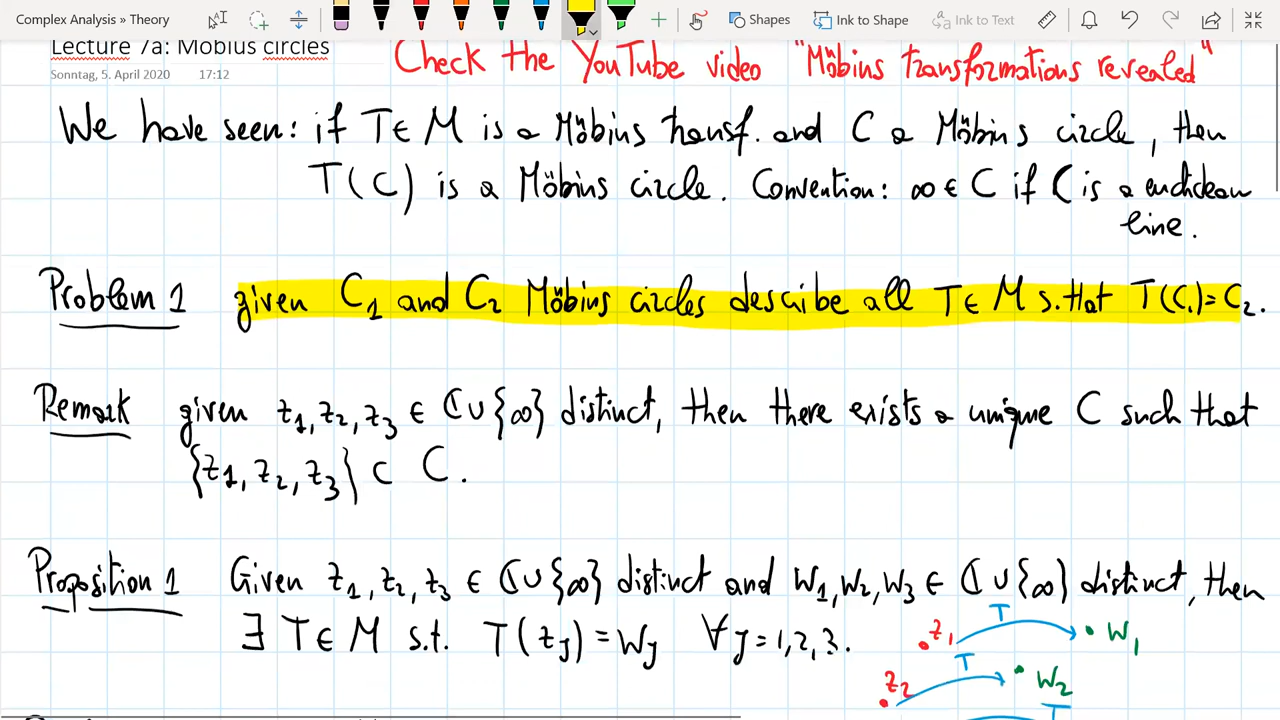 Complex Analysis » Theory
Shapes
Ink to Shape
Ink to Text
Lecture 7a: Möbius circles
Sonntag, 5. April 2020 17:12
Check the YouTube video "Möbius transformations revealed"
We have seen: if T ∈ M is a Möbius transf. and C a Möbius circle, then
T(C) is a Möbius circle. Convention: ∞ ∈ C if C is a euclidean
line.
Problem 1 given C₁ and C₂ Möbius circles describe all T ∈ M s.that T(C₁)=C₂.
Remark given z₁, z₂, z₃ ∈ ℂ∪{∞} distinct, then there exists a unique C such that
{z₁, z₂, z₃} ⊂ C.
Proposition 1 Given z₁, z₂, z₃ ∈ ℂ∪{∞} distinct and w₁, w₂, w₃ ∈ ℂ∪{∞} distinct, then
∃ T ∈ M s.t. T(zⱼ) = wⱼ ∀ j = 1, 2, 3.
T
z₁ w₁
T
z₂ w₂
T